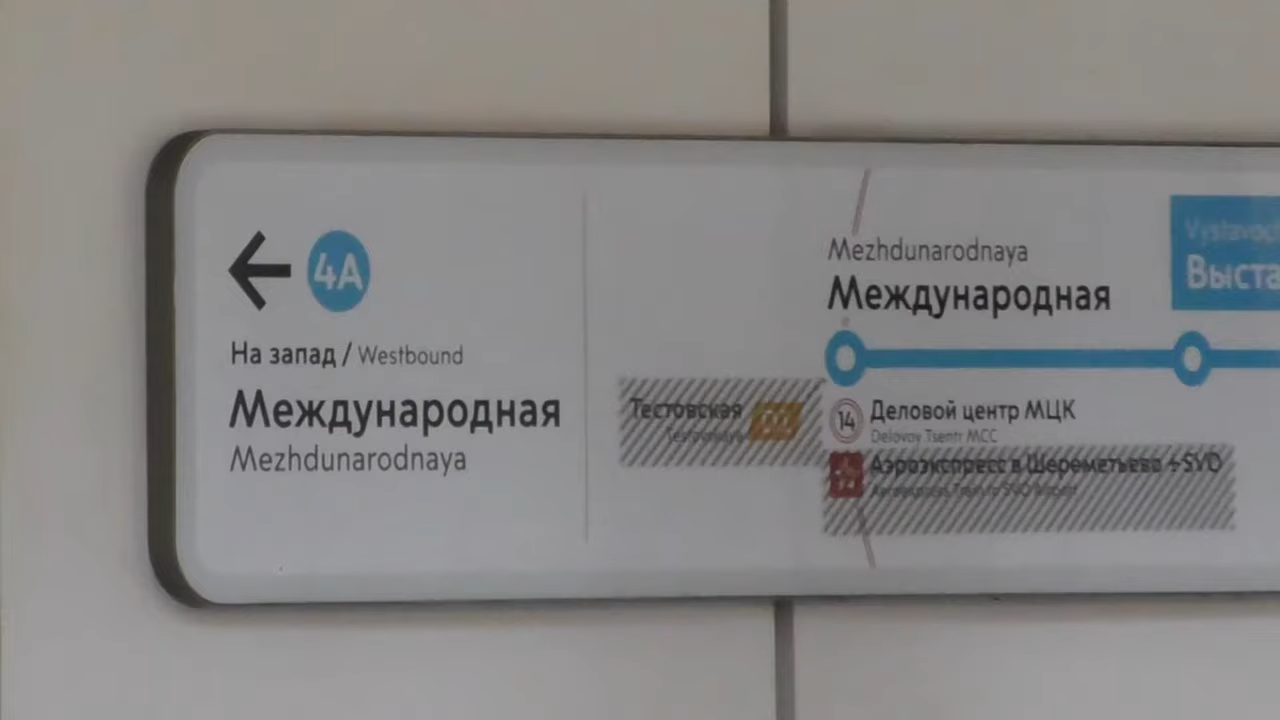 4A
На запад / Westbound
Международная
Mezhdunarodnaya
Mezhdunarodnaya
Международная
Выста
Тестовская
14 Деловой центр МЦК
Delovoy Tsentr MCC
Аэроэкспресс в Шереметьево SVO